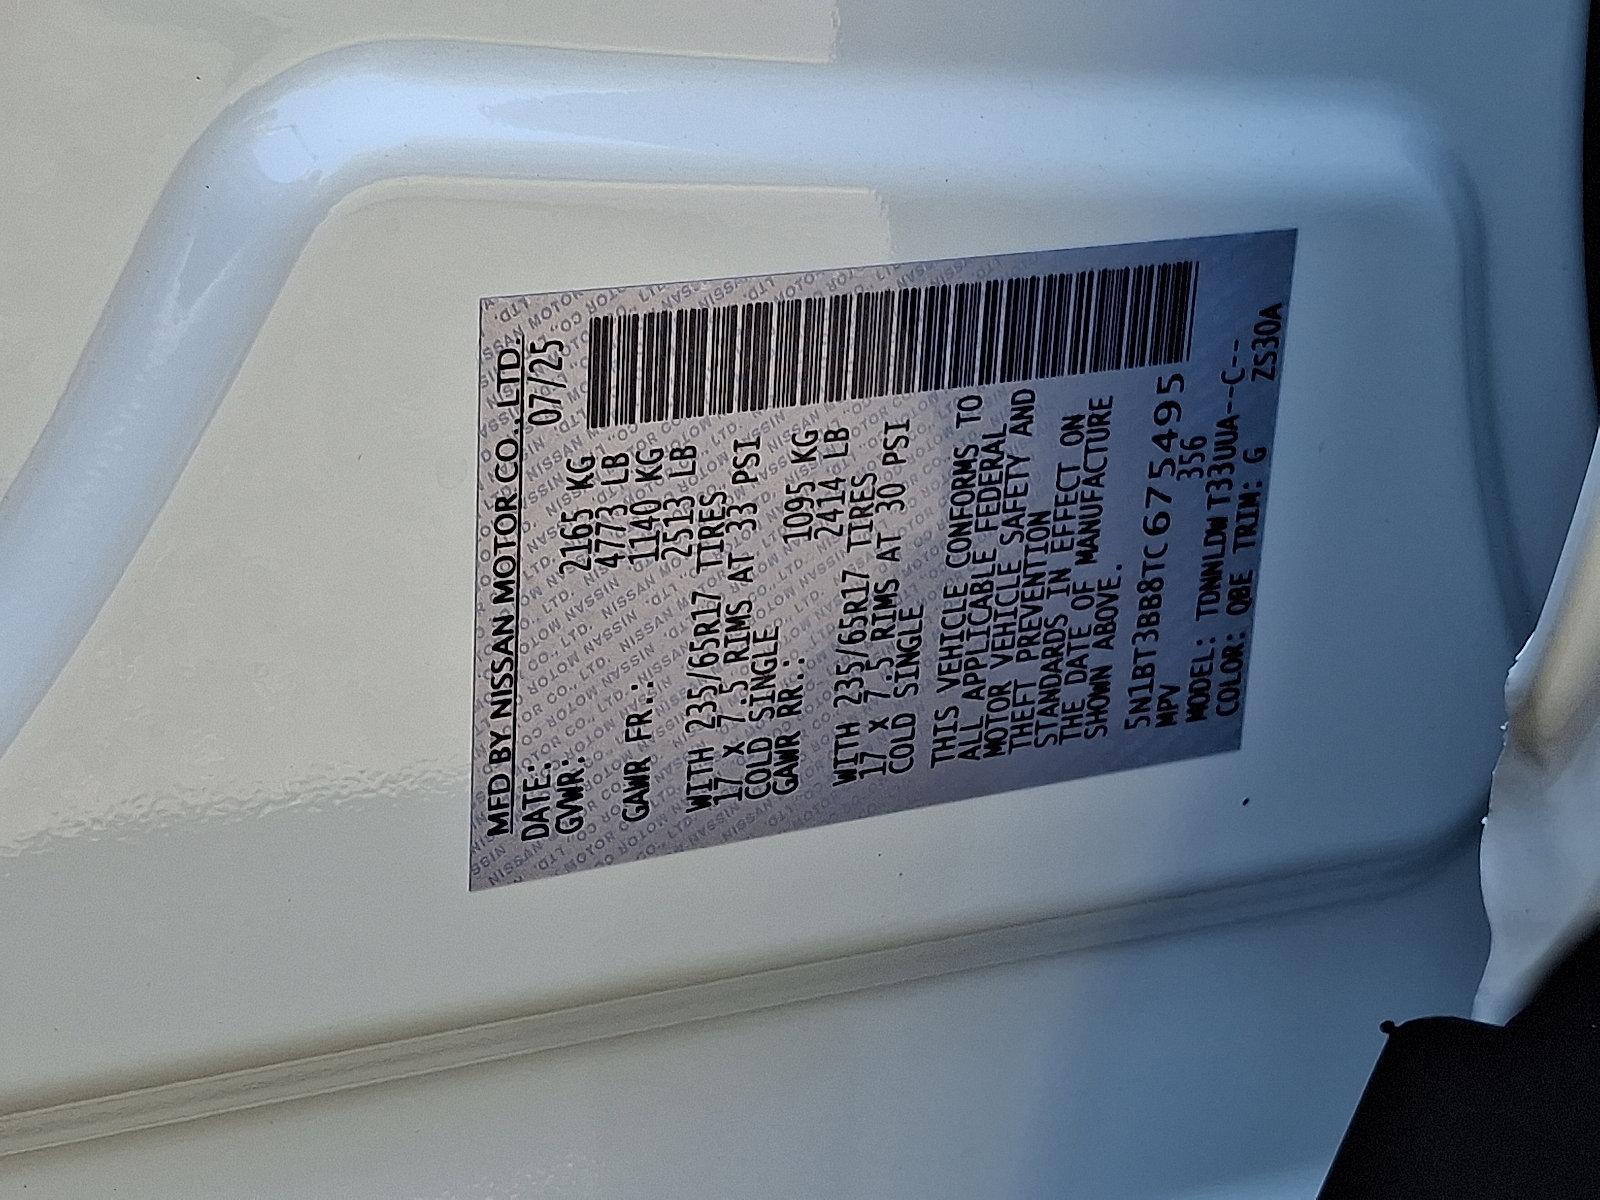 MFD BY NISSAN MOTOR CO., LTD.
DATE: 07/25
GVWR: 2165 KG
4773 LB
GAWR FR.: 1140 KG
2513 LB
WITH 235/65R17 TIRES
17 X 7.5 RIMS AT 33 PSI
COLD SINGLE
GAWR RR.: 1095 KG
2414 LB
WITH 235/65R17 TIRES
17 X 7.5 RIMS AT 30 PSI
COLD SINGLE
THIS VEHICLE CONFORMS TO
ALL APPLICABLE FEDERAL
MOTOR VEHICLE SAFETY AND
THEFT PREVENTION
STANDARDS IN EFFECT ON
THE DATE OF MANUFACTURE
SHOWN ABOVE.
5N1BT3BB8TC675495
MPV 356
MODEL: TDNNLDWT33UUA--C--
COLOR: QBE TRIM: G ZS30A